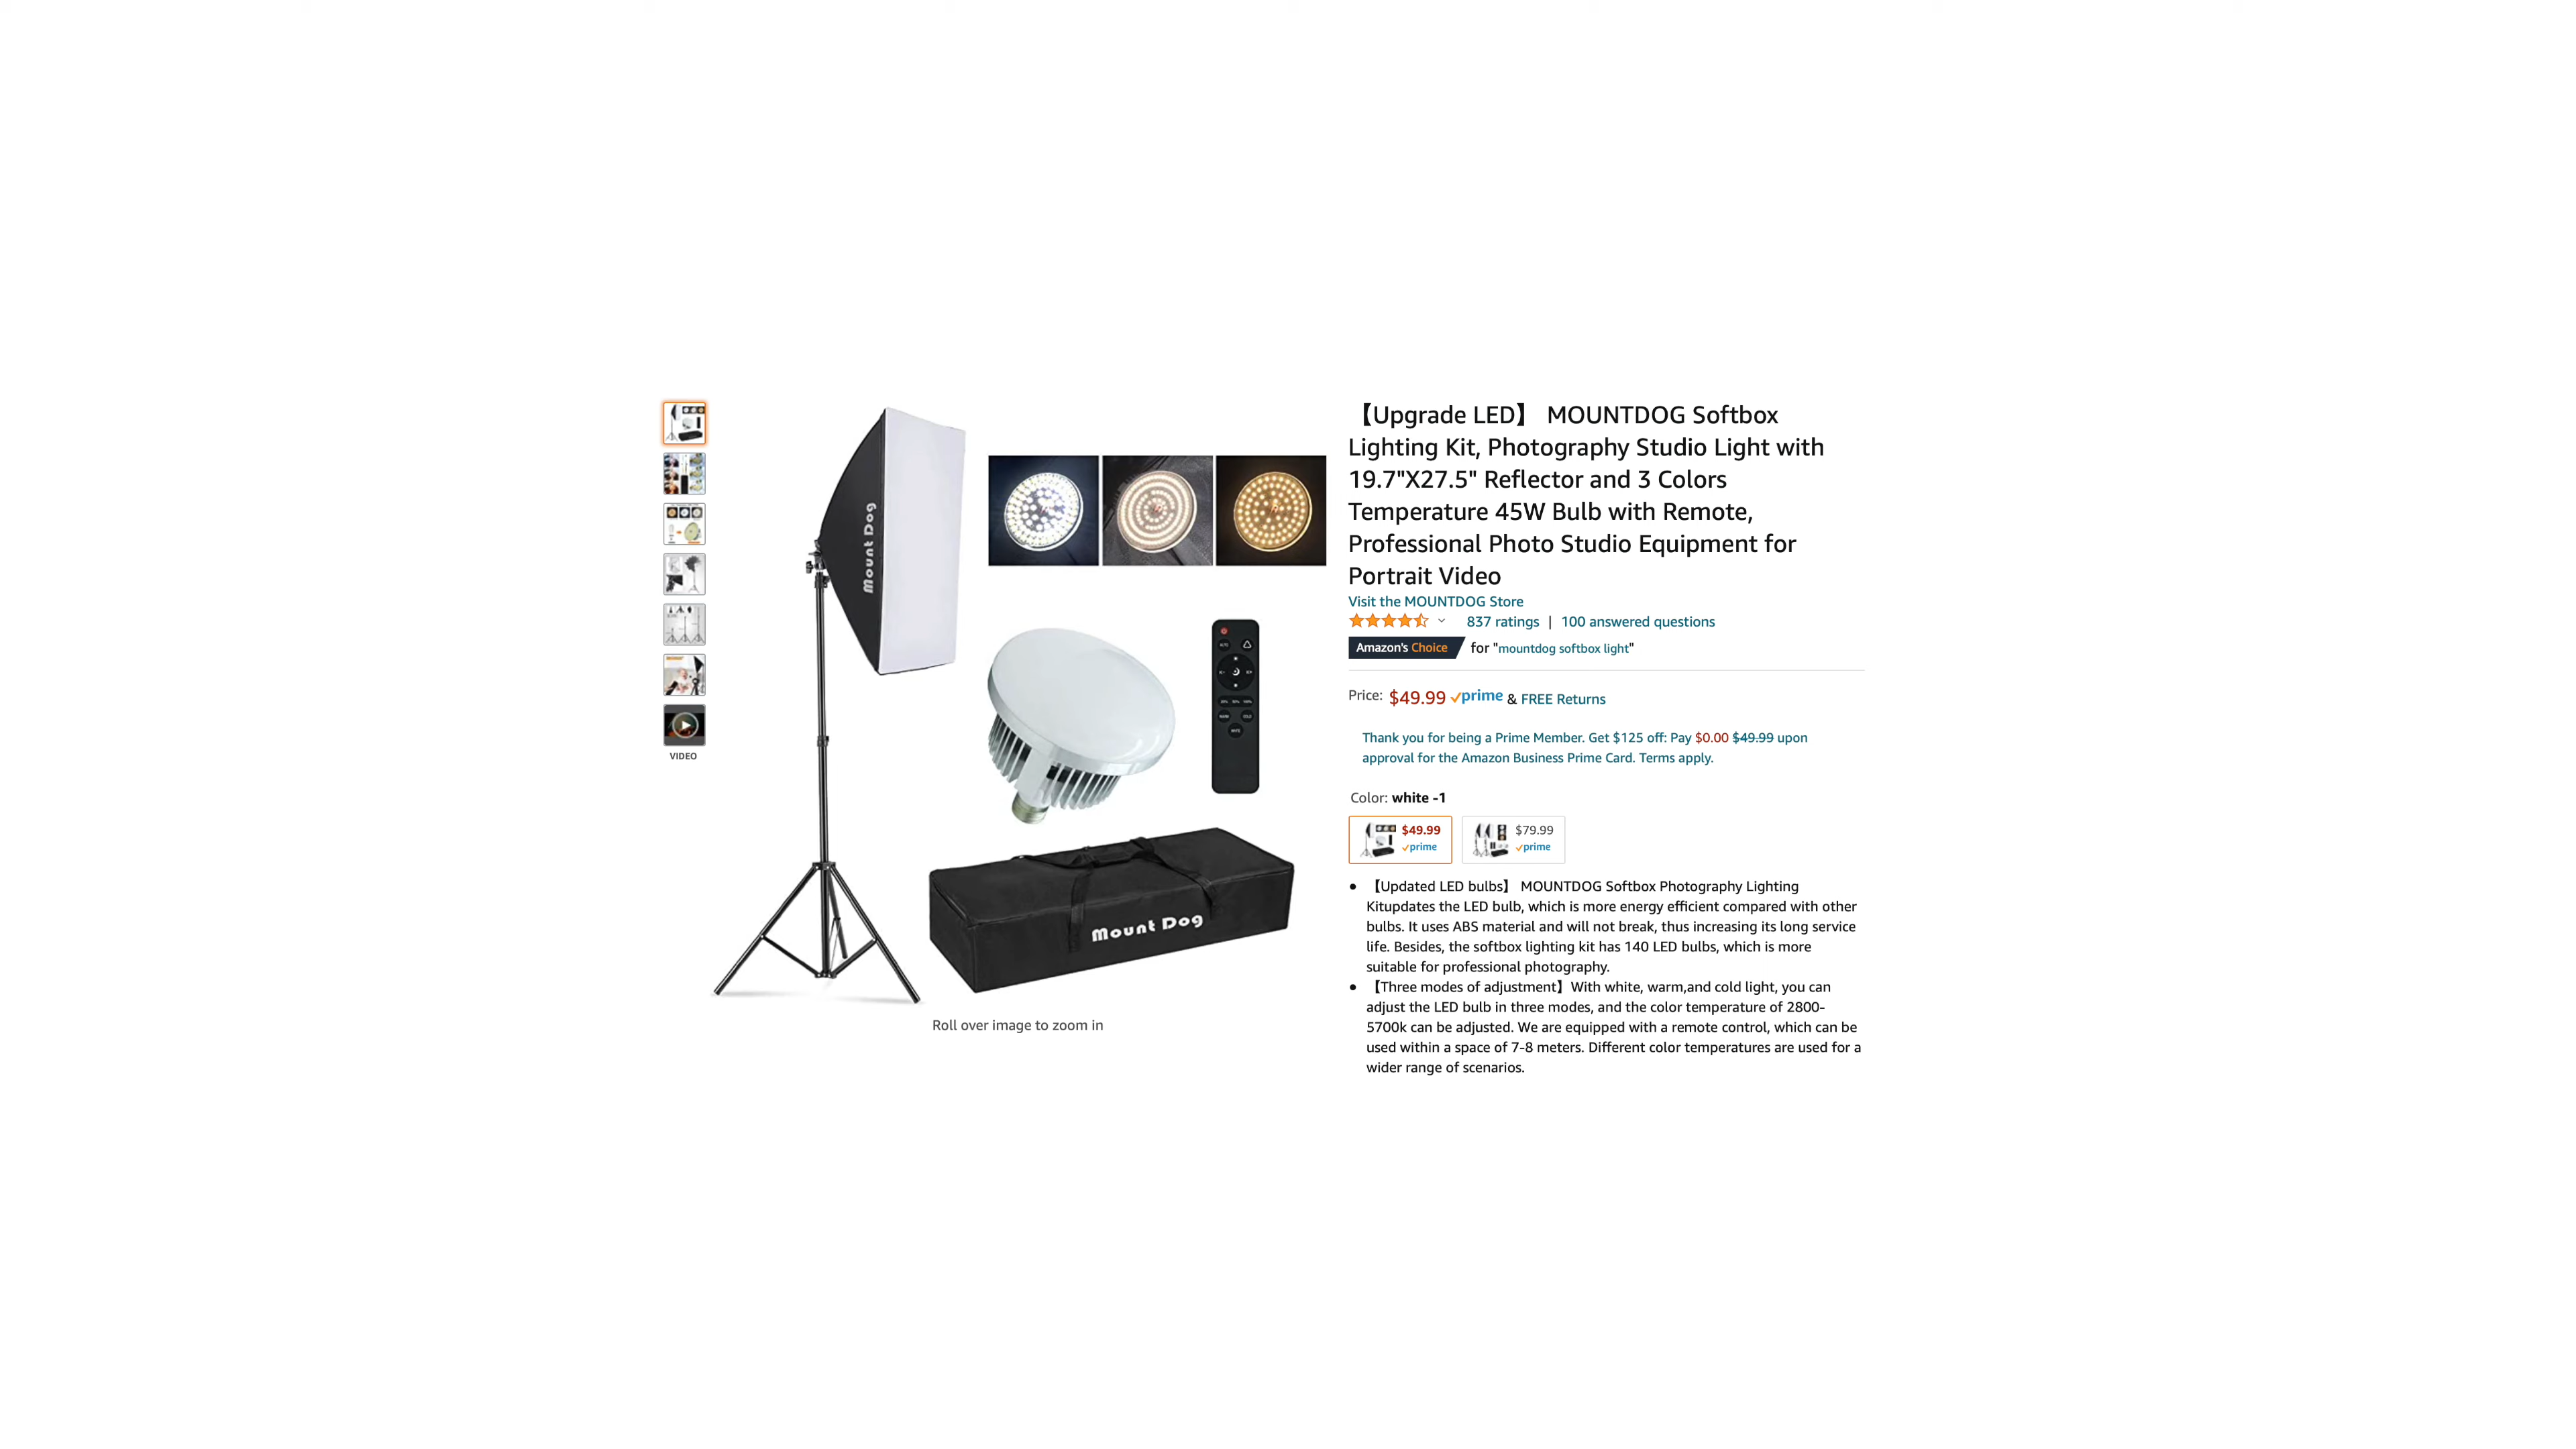 【Upgrade LED】 MOUNTDOG Softbox
Lighting Kit, Photography Studio Light with
19.7"X27.5" Reflector and 3 Colors
Temperature 45W Bulb with Remote,
Professional Photo Studio Equipment for
Portrait Video
Visit the MOUNTDOG Store
837 ratings | 100 answered questions
Amazon's Choice for "mountdog softbox light"
Price: $49.99 prime & FREE Returns
Thank you for being a Prime Member. Get $125 off: Pay $0.00 $49.99 upon
approval for the Amazon Business Prime Card. Terms apply.
Color: white -1
$49.99 $79.99
prime prime
【Updated LED bulbs】 MOUNTDOG Softbox Photography Lighting
Kitupdates the LED bulb, which is more energy efficient compared with other
bulbs. It uses ABS material and will not break, thus increasing its long service
life. Besides, the softbox lighting kit has 140 LED bulbs, which is more
suitable for professional photography.
【Three modes of adjustment】With white, warm,and cold light, you can
adjust the LED bulb in three modes, and the color temperature of 2800-
5700k can be adjusted. We are equipped with a remote control, which can be
used within a space of 7-8 meters. Different color temperatures are used for a
wider range of scenarios.
Mount Dog
Mount Dog
VIDEO
Roll over image to zoom in